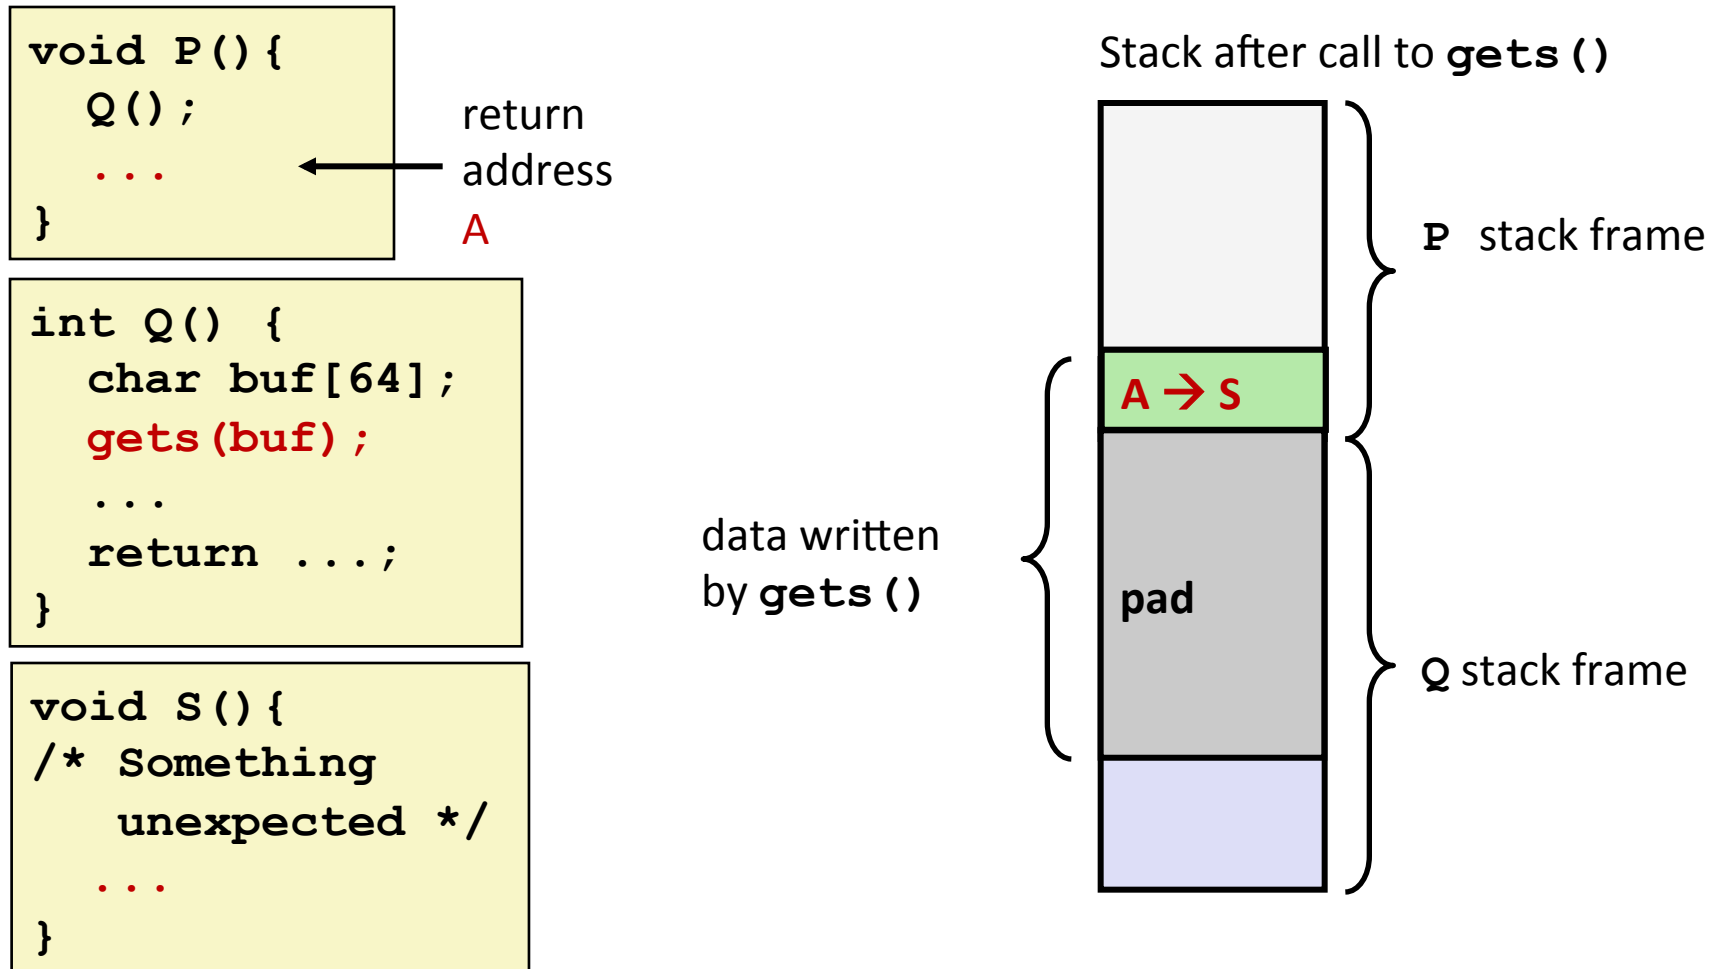 void P(){
  Q();
  ...
}
return
address
A
int Q() {
  char buf[64];
  gets(buf);
  ...
  return ...;
}
void S(){
/* Something
   unexpected */
  ...
}
Stack after call to gets()
P stack frame
A → S
data written
by gets()
pad
Q stack frame